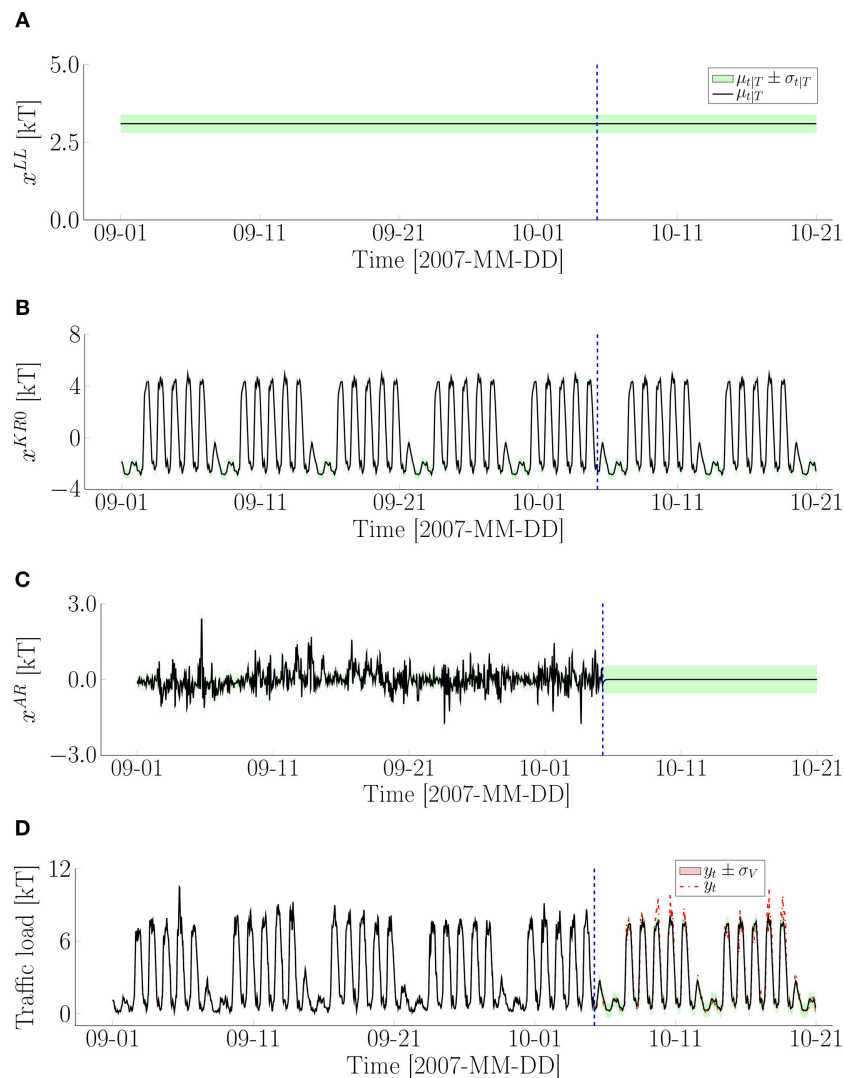 A
5.0
2.5
0.0
x^{LL} [kT]
μ_{t|T} ± σ_{t|T}
μ_{t|T}
09-01 09-11 09-21 10-01 10-11 10-21
Time [2007-MM-DD]
B
8
4
0
−4
x^{KR0} [kT]
09-01 09-11 09-21 10-01 10-11 10-21
Time [2007-MM-DD]
C
3.0
0.0
−3.0
x^{AR} [kT]
09-01 09-11 09-21 10-01 10-11 10-21
Time [2007-MM-DD]
D
12
6
0
Traffic load [kT]
y_t ± σ_V
y_t
09-01 09-11 09-21 10-01 10-11 10-21
Time [2007-MM-DD]